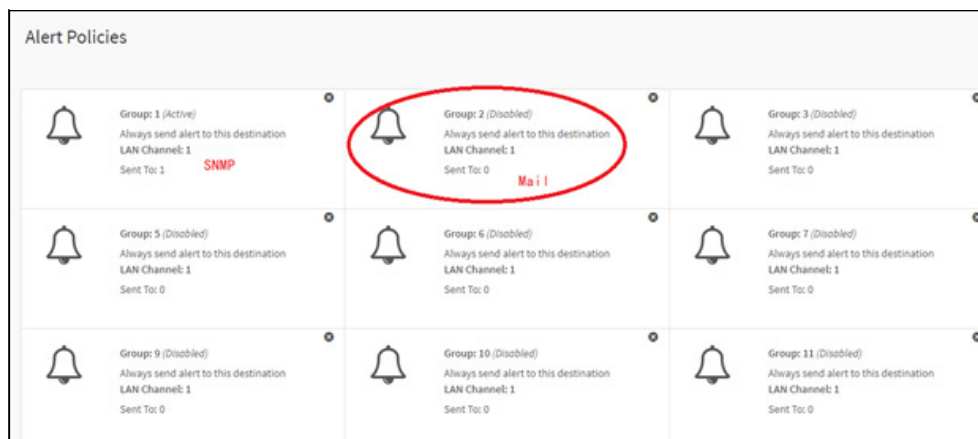 Alert Policies
Group: 1 (Active)
Always send alert to this destination
LAN Channel: 1
Sent To: 1
SNMP
Group: 2 (Disabled)
Always send alert to this destination
LAN Channel: 1
Sent To: 0
Mail
Group: 3 (Disabled)
Always send alert to this destination
LAN Channel: 1
Sent To: 0
Group: 5 (Disabled)
Always send alert to this destination
LAN Channel: 1
Sent To: 0
Group: 6 (Disabled)
Always send alert to this destination
LAN Channel: 1
Sent To: 0
Group: 7 (Disabled)
Always send alert to this destination
LAN Channel: 1
Sent To: 0
Group: 9 (Disabled)
Always send alert to this destination
LAN Channel: 1
Sent To: 0
Group: 10 (Disabled)
Always send alert to this destination
LAN Channel: 1
Sent To: 0
Group: 11 (Disabled)
Always send alert to this destination
LAN Channel: 1
Sent To: 0